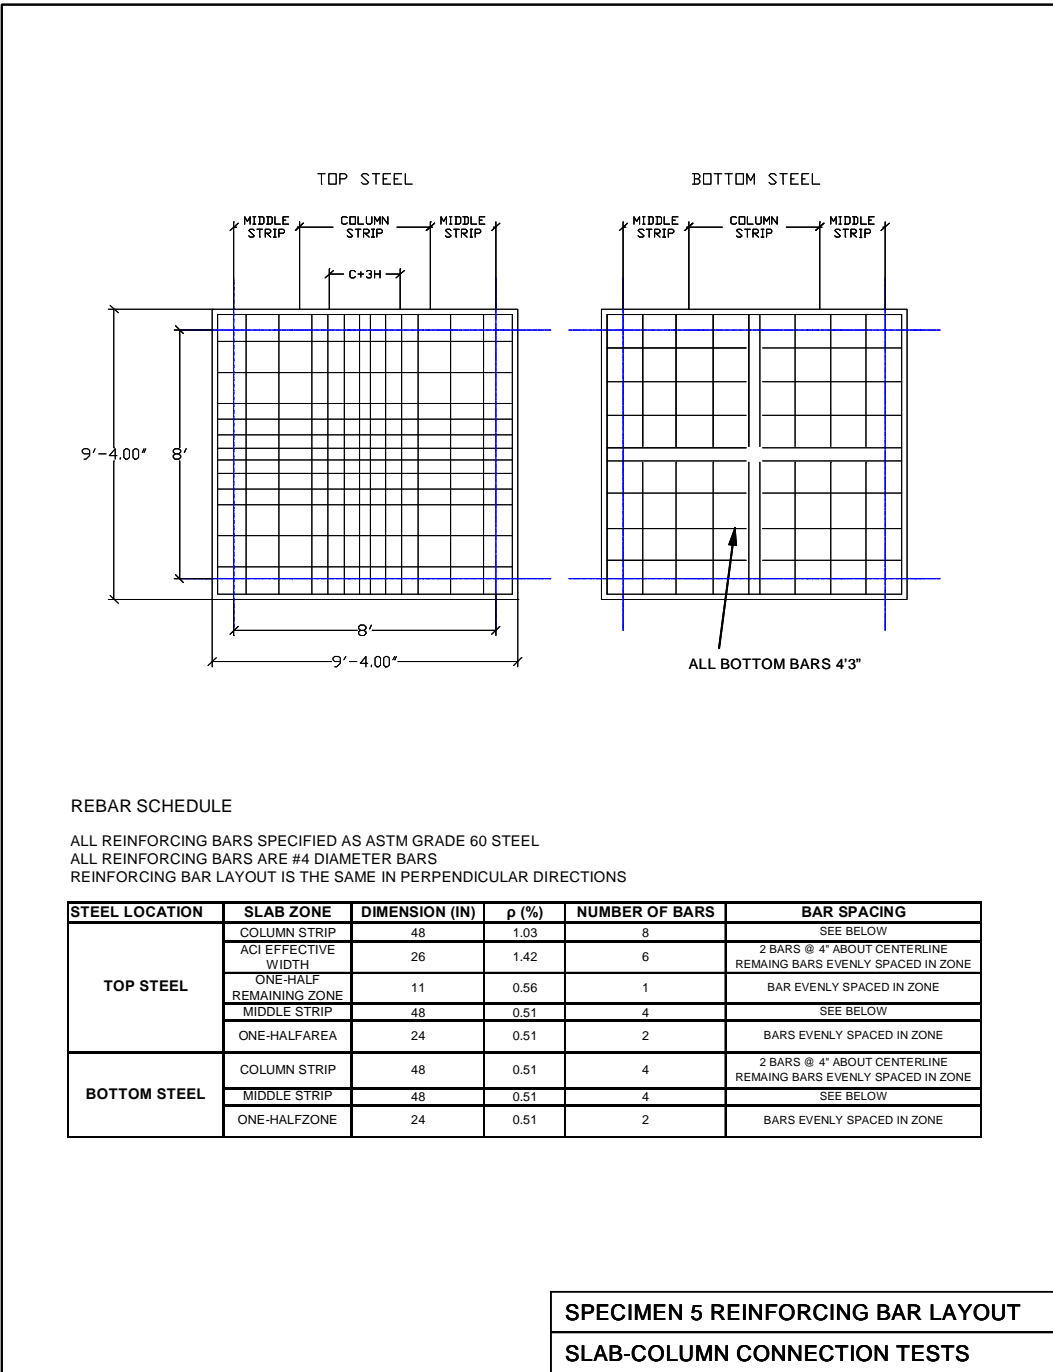 TOP STEEL
BOTTOM STEEL
MIDDLE STRIP
COLUMN STRIP
MIDDLE STRIP
MIDDLE STRIP
COLUMN STRIP
MIDDLE STRIP
C+3H
9'-4.00"
8'
8'
9'-4.00"
ALL BOTTOM BARS 4'3"
REBAR SCHEDULE
ALL REINFORCING BARS SPECIFIED AS ASTM GRADE 60 STEEL
ALL REINFORCING BARS ARE #4 DIAMETER BARS
REINFORCING BAR LAYOUT IS THE SAME IN PERPENDICULAR DIRECTIONS
STEEL LOCATION SLAB ZONE DIMENSION (IN) ρ (%) NUMBER OF BARS BAR SPACING
TOP STEEL
COLUMN STRIP 48 1.03 8 SEE BELOW
ACI EFFECTIVE WIDTH 26 1.42 6 2 BARS @ 4" ABOUT CENTERLINE REMAING BARS EVENLY SPACED IN ZONE
ONE-HALF REMAINING ZONE 11 0.56 1 BAR EVENLY SPACED IN ZONE
MIDDLE STRIP 48 0.51 4 SEE BELOW
ONE-HALFAREA 24 0.51 2 BARS EVENLY SPACED IN ZONE
BOTTOM STEEL
COLUMN STRIP 48 0.51 4 2 BARS @ 4" ABOUT CENTERLINE REMAING BARS EVENLY SPACED IN ZONE
MIDDLE STRIP 48 0.51 4 SEE BELOW
ONE-HALFZONE 24 0.51 2 BARS EVENLY SPACED IN ZONE
SPECIMEN 5 REINFORCING BAR LAYOUT
SLAB-COLUMN CONNECTION TESTS